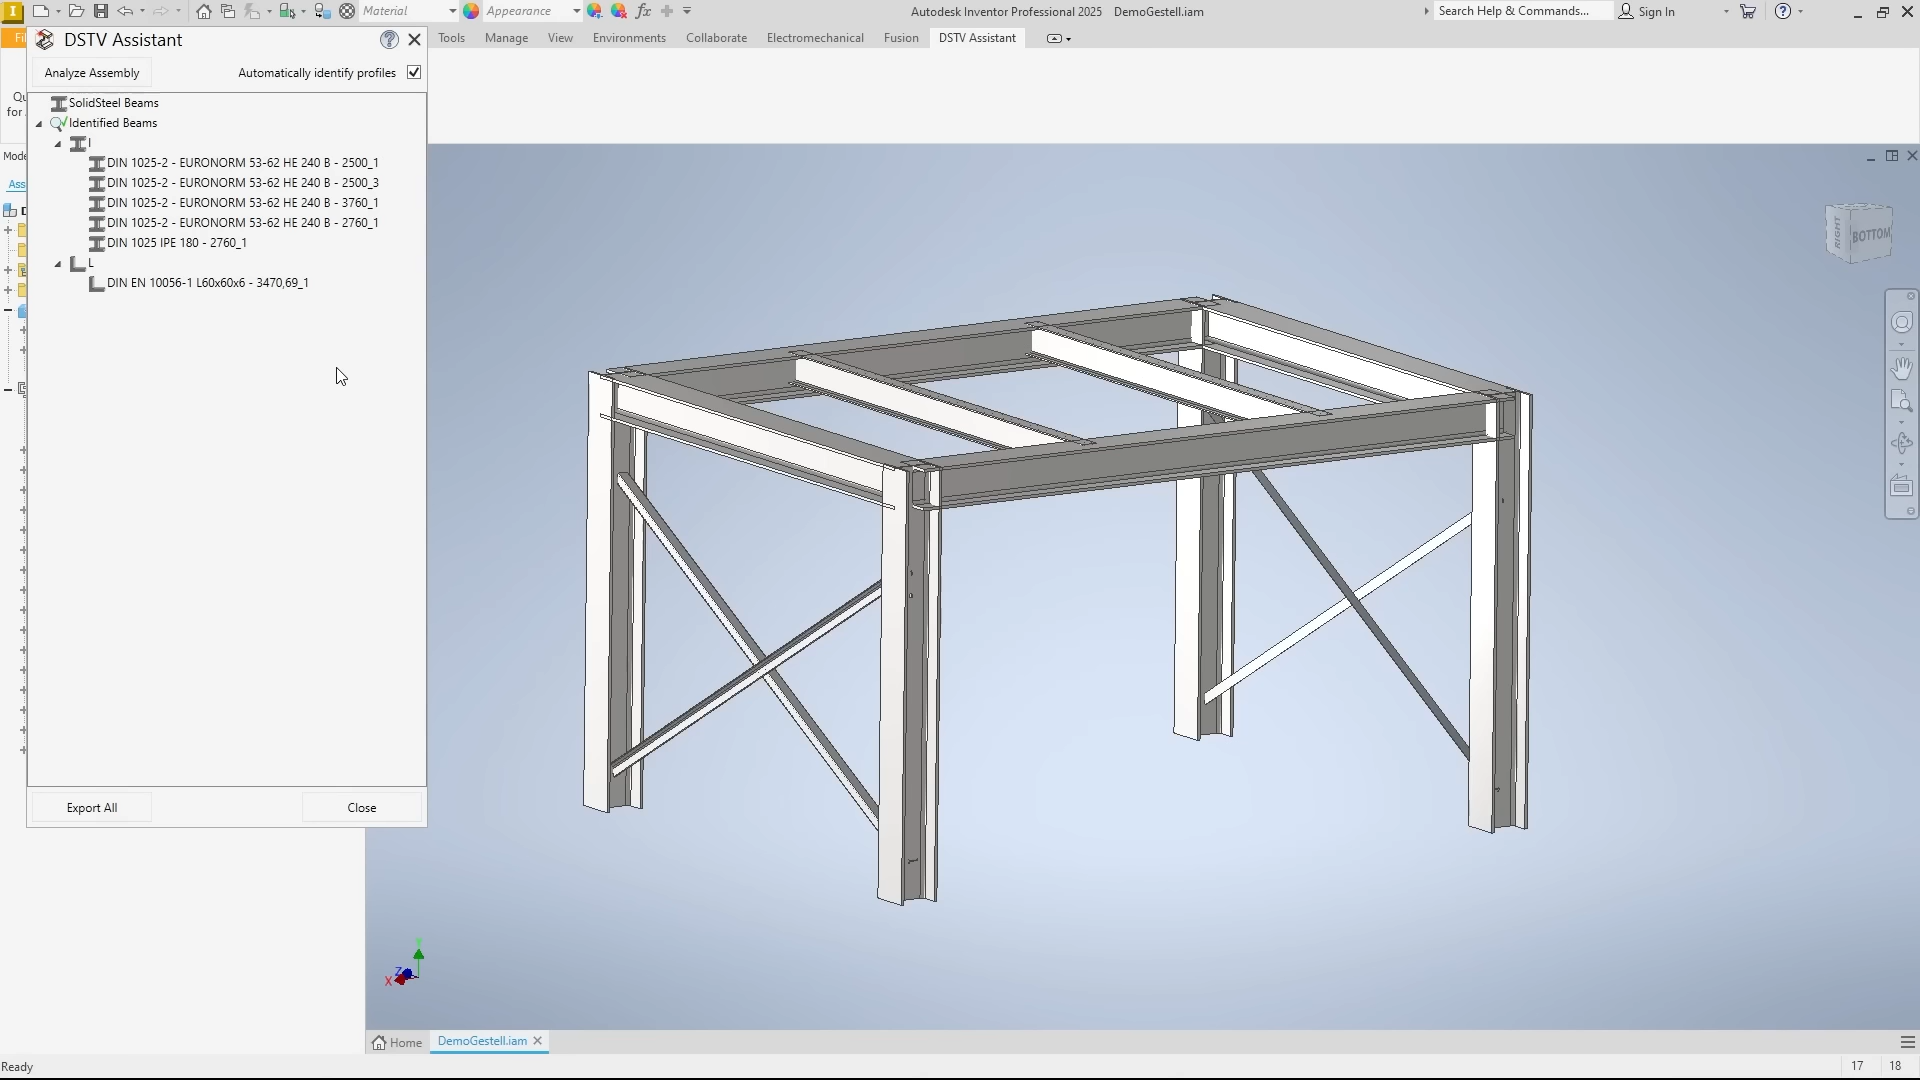 Material
Appearance
fx
Autodesk Inventor Professional 2025 DemoGestell.iam
Search Help & Commands...
Sign In
DSTV Assistant
Tools Manage View Environments Collaborate Electromechanical Fusion DSTV Assistant
Analyze Assembly
Automatically identify profiles
SolidSteel Beams
Identified Beams
I
DIN 1025-2 - EURONORM 53-62 HE 240 B - 2500_1
DIN 1025-2 - EURONORM 53-62 HE 240 B - 2500_3
DIN 1025-2 - EURONORM 53-62 HE 240 B - 3760_1
DIN 1025-2 - EURONORM 53-62 HE 240 B - 2760_1
DIN 1025 IPE 180 - 2760_1
L
DIN EN 10056-1 L60x60x6 - 3470,69_1
RIGHT
BOTTOM
Export All
Close
Y
Z
X
Home
DemoGestell.iam
Ready
17
18